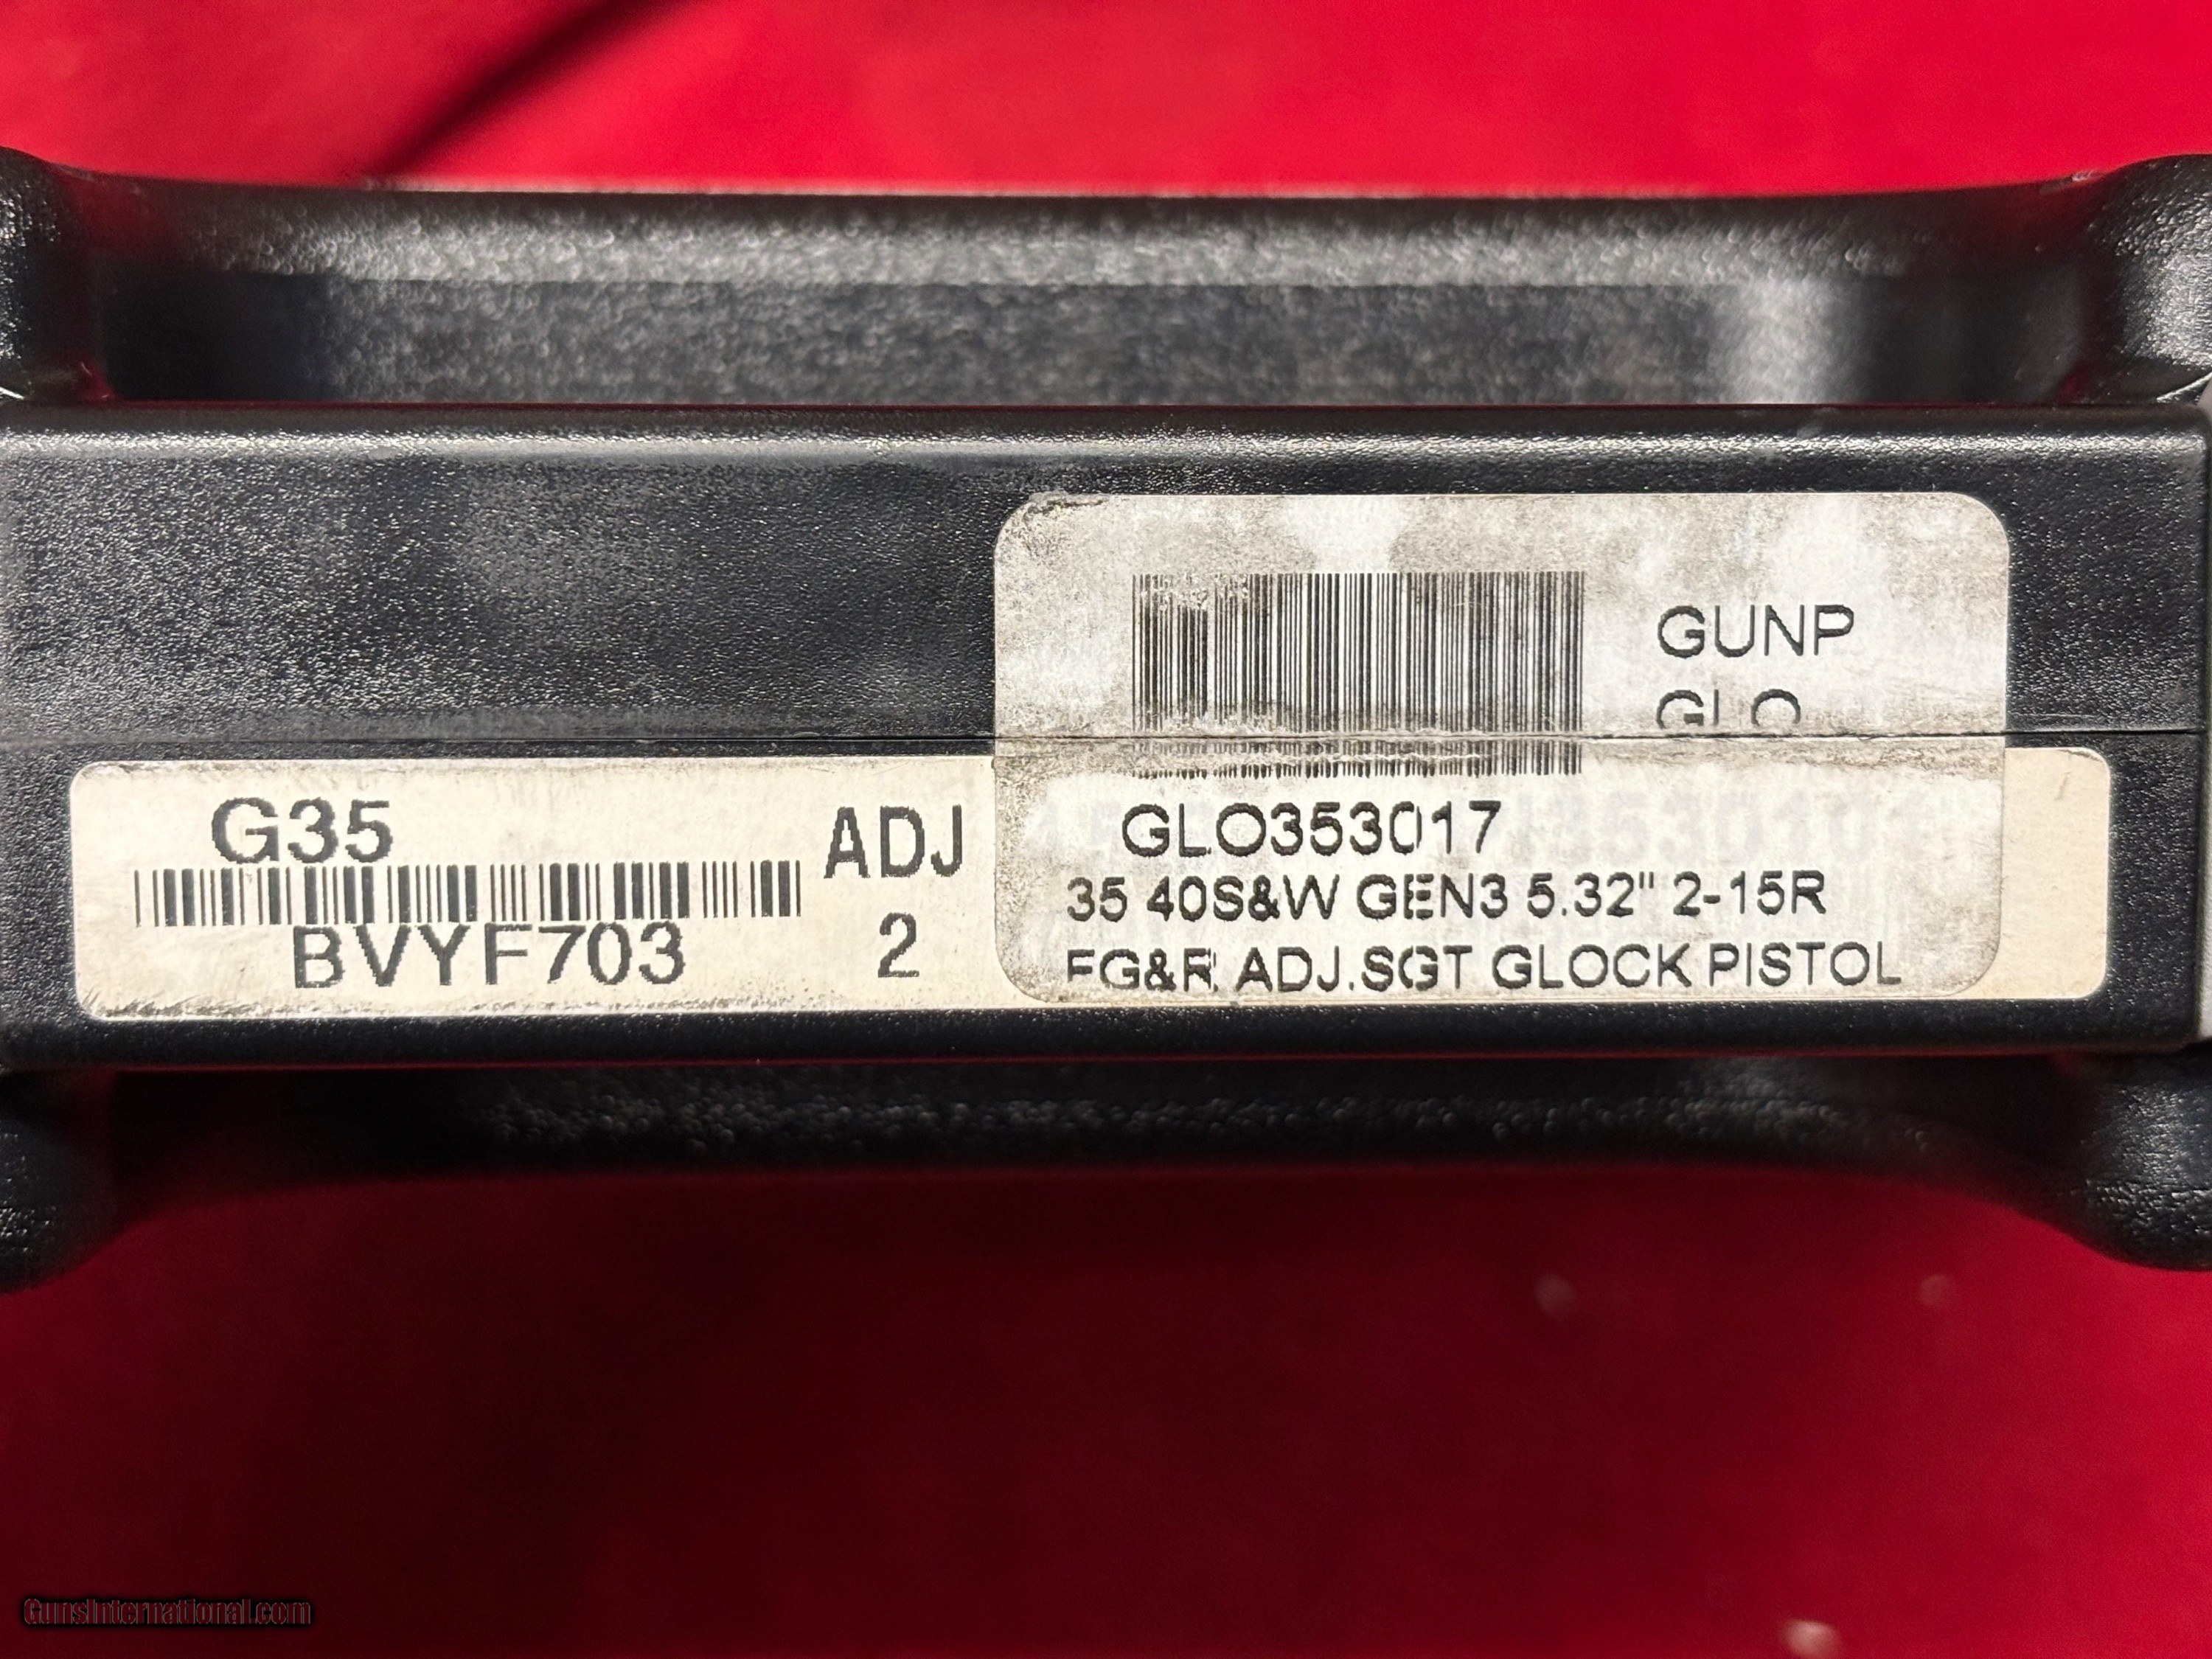 GUNP
GLO
G35
ADJ
BVYF703
2
GLO353017
35 40S&W GEN3 5.32" 2-15R
FG&R ADJ.SGT GLOCK PISTOL
GunsInternational.com